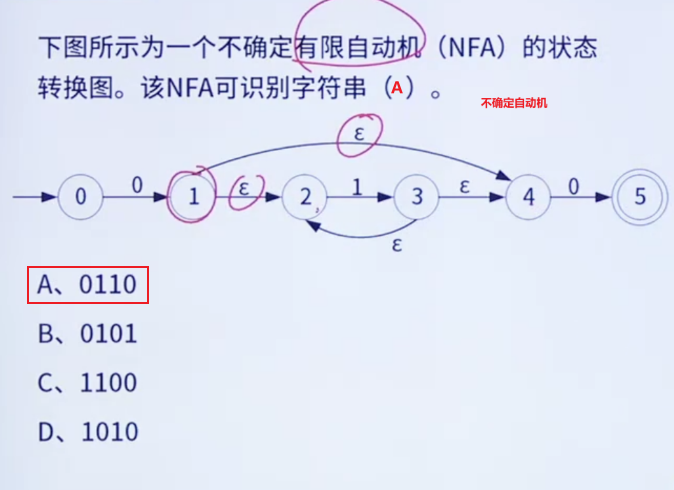 下图所示为一个不确定有限自动机（NFA）的状态
转换图。该NFA可识别字符串（A）。
不确定自动机
ε
0 0 1 ε 2 1 3 ε 4 0 5
ε
A、0110
B、0101
C、1100
D、1010